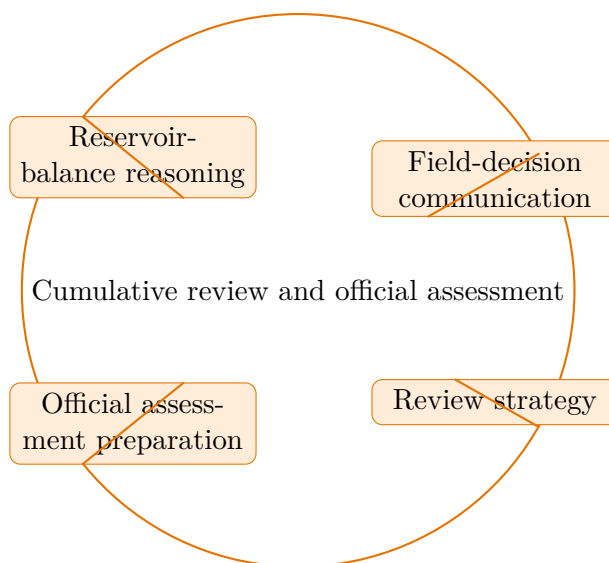 Reservoir-
balance reasoning
Field-decision
communication
Cumulative review and official assessment
Official assess-
ment preparation
Review strategy